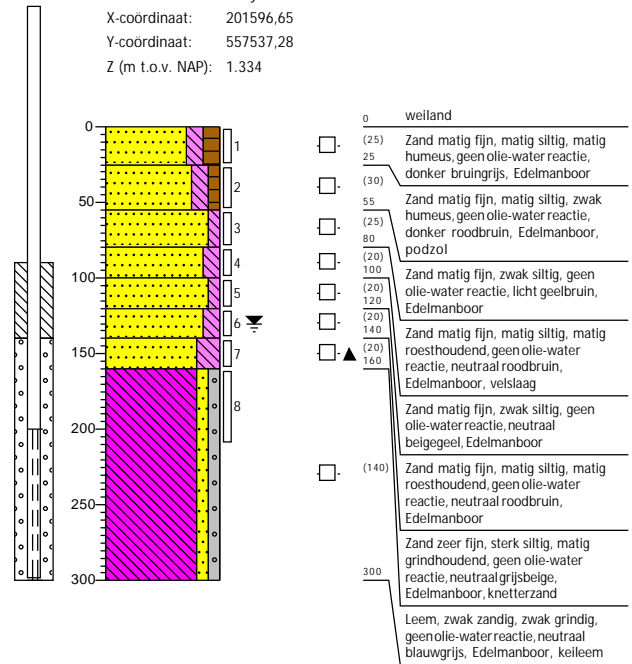 X-coördinaat: 201596,65
Y-coördinaat: 557537,28
Z (m t.o.v. NAP): 1.334
0
50
100
150
200
250
300
1
2
3
4
5
6
7
8
0 weiland
(25)
25
Zand matig fijn, matig siltig, matig
humeus, geen olie-water reactie,
donker bruingrijs, Edelmanboor
(30)
55
Zand matig fijn, matig siltig, zwak
humeus, geen olie-water reactie,
donker roodbruin, Edelmanboor,
podzol
(25)
80
Zand matig fijn, zwak siltig, geen
olie-water reactie, licht geelbruin,
Edelmanboor
(20)
100
Zand matig fijn, matig siltig, matig
roesthoudend, geen olie-water
reactie, neutraal roodbruin,
Edelmanboor, velslaag
(20)
120
Zand matig fijn, zwak siltig, geen
olie-water reactie, neutraal
beigegeel, Edelmanboor
(20)
140
Zand matig fijn, matig siltig, matig
roesthoudend, geen olie-water
reactie, neutraal roodbruin,
Edelmanboor
(20)
160
Zand zeer fijn, sterk siltig, matig
grindhoudend, geen olie-water
reactie, neutraal grijsbeige,
Edelmanboor, knetterzand
(140)
300
Leem, zwak zandig, zwak grindig,
geen olie-water reactie, neutraal
blauwgrijs, Edelmanboor, keileem